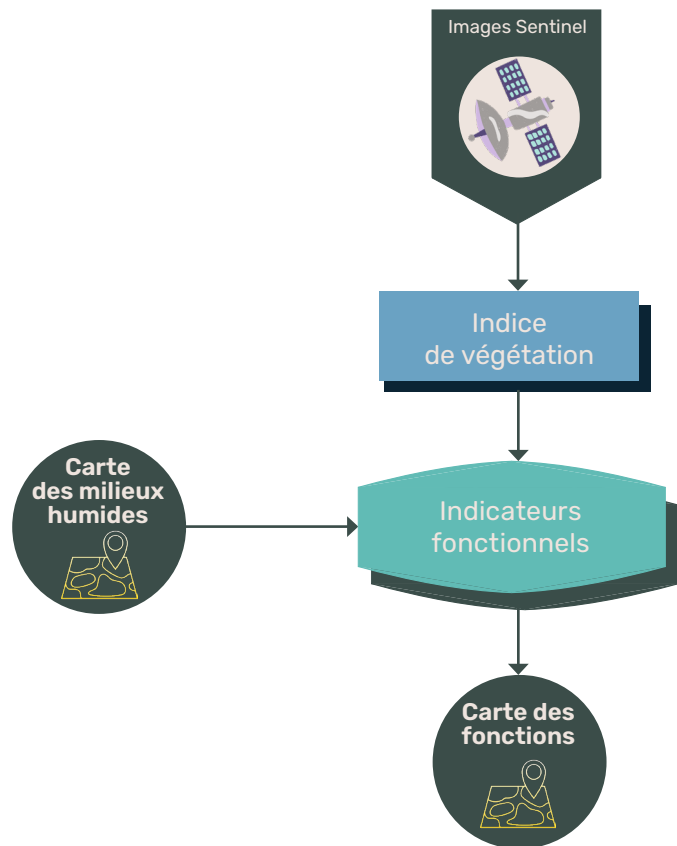 Images Sentinel
Indice
de végétation
Carte
des milieux
humides
Indicateurs
fonctionnels
Carte des
fonctions